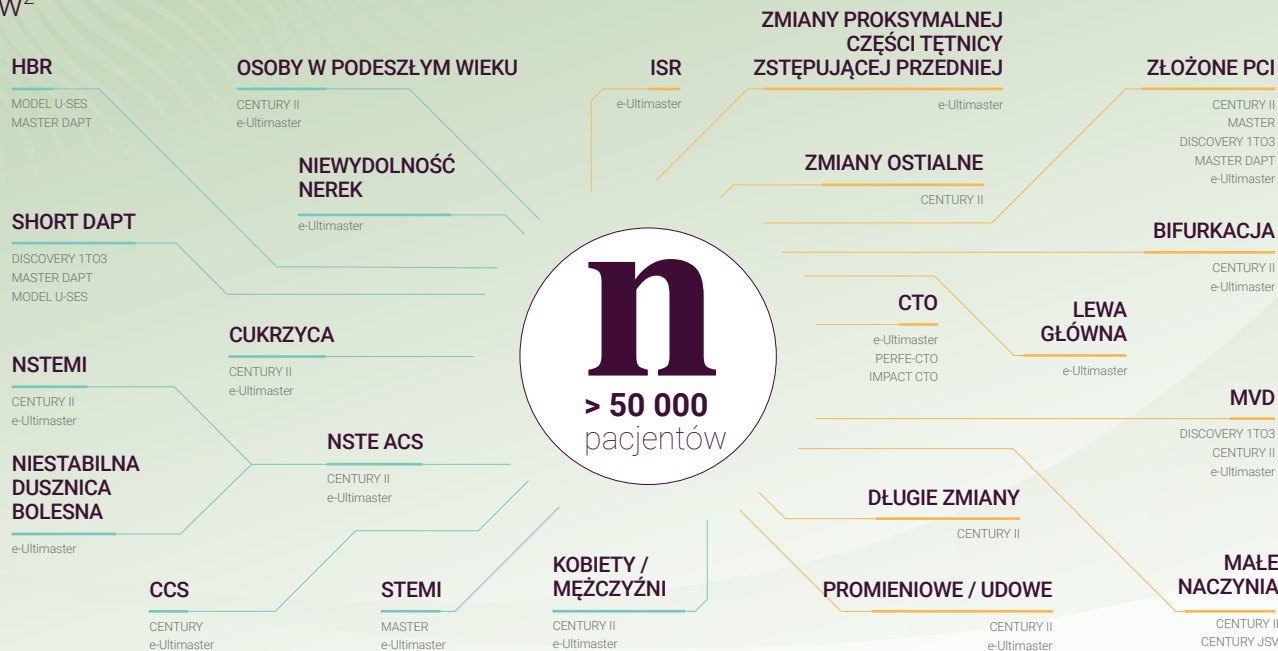 w²
HBR
MODEL U-SES
MASTER DAPT
OSOBY W PODESZŁYM WIEKU
CENTURY II
e-Ultimaster
ISR
e-Ultimaster
ZMIANY PROKSYMALNEJ
CZĘŚCI TĘTNICY
ZSTĘPUJĄCEJ PRZEDNIEJ
e-Ultimaster
ZŁOŻONE PCI
CENTURY II
MASTER
DISCOVERY 1TO3
MASTER DAPT
e-Ultimaster
NIEWYDOLNOŚĆ
NEREK
e-Ultimaster
ZMIANY OSTIALNE
CENTURY II
SHORT DAPT
DISCOVERY 1TO3
MASTER DAPT
MODEL U-SES
BIFURKACJA
CENTURY II
e-Ultimaster
n
> 50 000
pacjentów
CTO
e-Ultimaster
PERFE-CTO
IMPACT CTO
LEWA
GŁÓWNA
e-Ultimaster
CUKRZYCA
CENTURY II
e-Ultimaster
NSTEMI
CENTURY II
e-Ultimaster
MVD
DISCOVERY 1TO3
CENTURY II
e-Ultimaster
NSTE ACS
CENTURY II
e-Ultimaster
NIESTABILNA
DUSZNICA
BOLESNA
e-Ultimaster
DŁUGIE ZMIANY
CENTURY II
CCS
CENTURY
e-Ultimaster
STEMI
MASTER
e-Ultimaster
KOBIETY /
MĘŻCZYŹNI
CENTURY II
e-Ultimaster
PROMIENIOWE / UDOWE
CENTURY II
e-Ultimaster
MAŁE
NACZYNIA
CENTURY II
CENTURY JSV